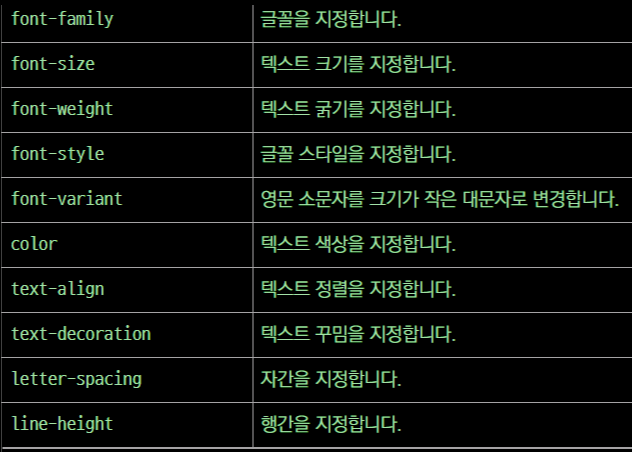 font-family 글꼴을 지정합니다.
font-size 텍스트 크기를 지정합니다.
font-weight 텍스트 굵기를 지정합니다.
font-style 글꼴 스타일을 지정합니다.
font-variant 영문 소문자를 크기가 작은 대문자로 변경합니다.
color 텍스트 색상을 지정합니다.
text-align 텍스트 정렬을 지정합니다.
text-decoration 텍스트 꾸밈을 지정합니다.
letter-spacing 자간을 지정합니다.
line-height 행간을 지정합니다.